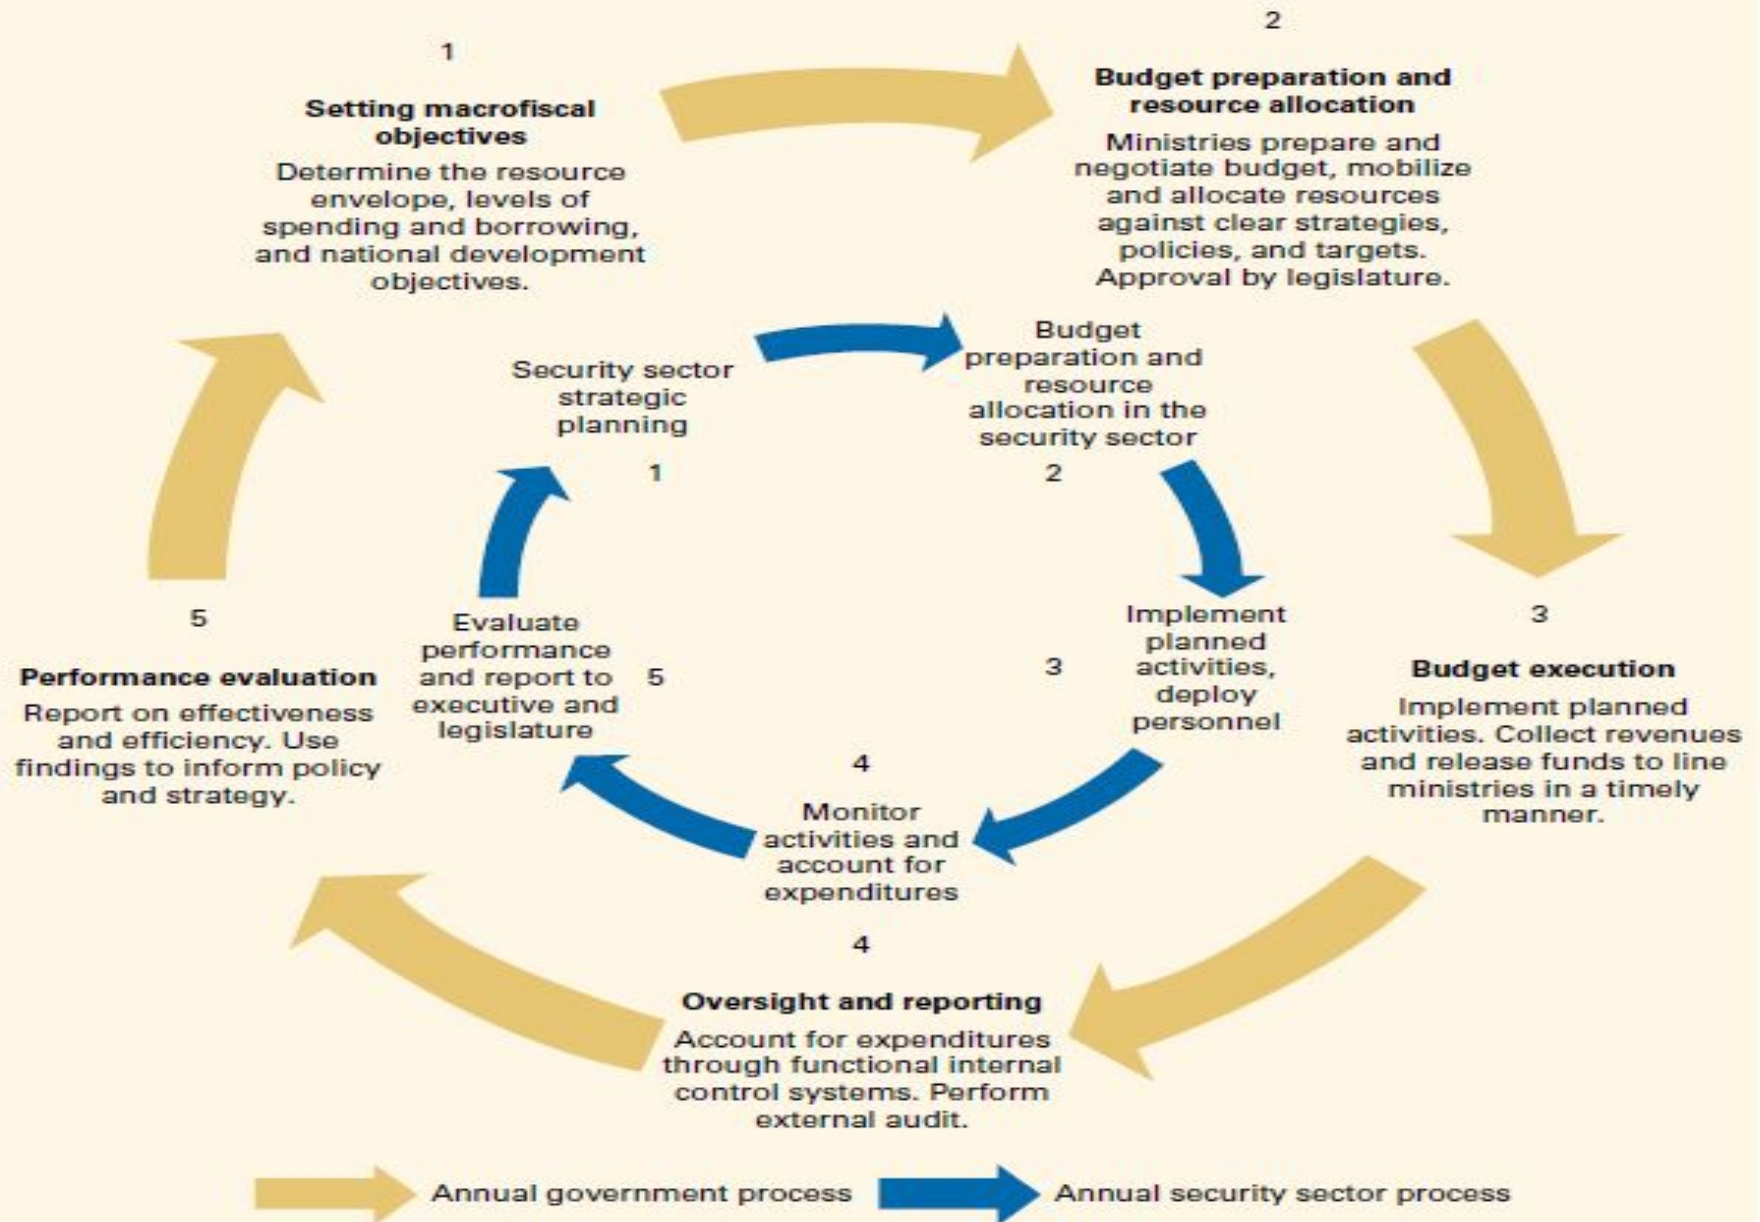 1
Setting macrofiscal
objectives
Determine the resource
envelope, levels of
spending and borrowing,
and national development
objectives.
2
Budget preparation and
resource allocation
Ministries prepare and
negotiate budget, mobilize
and allocate resources
against clear strategies,
policies, and targets.
Approval by legislature.
Security sector
strategic
planning
1
Budget
preparation and
resource
allocation in the
security sector
2
5
Performance evaluation
Report on effectiveness
and efficiency. Use
findings to inform policy
and strategy.
Evaluate
performance
and report to
executive and
legislature
5
3
Implement
planned
activities,
deploy
personnel
3
Budget execution
Implement planned
activities. Collect revenues
and release funds to line
ministries in a timely
manner.
4
Monitor
activities and
account for
expenditures
4
Oversight and reporting
Account for expenditures
through functional internal
control systems. Perform
external audit.
Annual government process
Annual security sector process